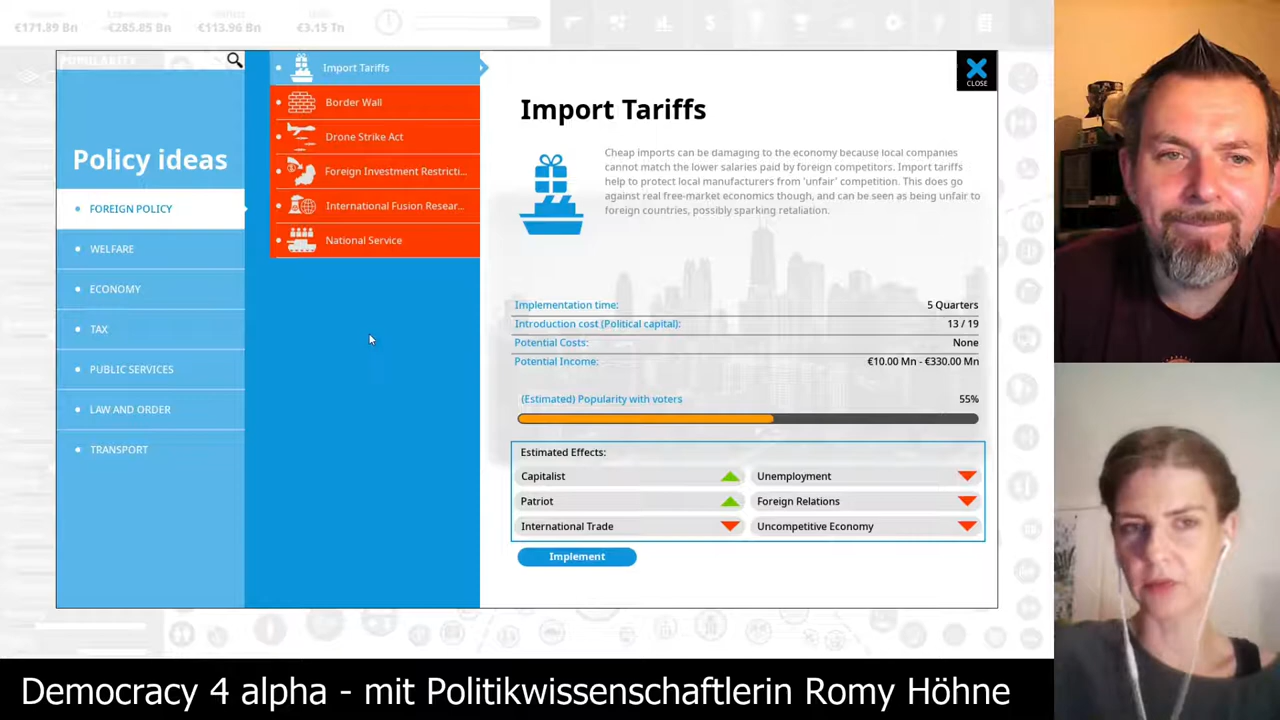 €171.89 Bn
€285.85 Bn
€113.96 Bn
€3.15 Tn
POPULARITY
Policy ideas
FOREIGN POLICY
WELFARE
ECONOMY
TAX
PUBLIC SERVICES
LAW AND ORDER
TRANSPORT
Import Tariffs
Border Wall
Drone Strike Act
Foreign Investment Restricti...
International Fusion Resear...
National Service
CLOSE
Import Tariffs
Cheap imports can be damaging to the economy because local companies
cannot match the lower salaries paid by foreign competitors. Import tariffs
help to protect local manufacturers from 'unfair' competition. This does go
against real free-market economics though, and can be seen as being unfair to
foreign countries, possibly sparking retaliation.
Implementation time: 5 Quarters
Introduction cost (Political capital): 13 / 19
Potential Costs: None
Potential Income: €10.00 Mn - €330.00 Mn
(Estimated) Popularity with voters 55%
Estimated Effects:
Capitalist Unemployment
Patriot Foreign Relations
International Trade Uncompetitive Economy
Implement
Democracy 4 alpha - mit Politikwissenschaftlerin Romy Höhne